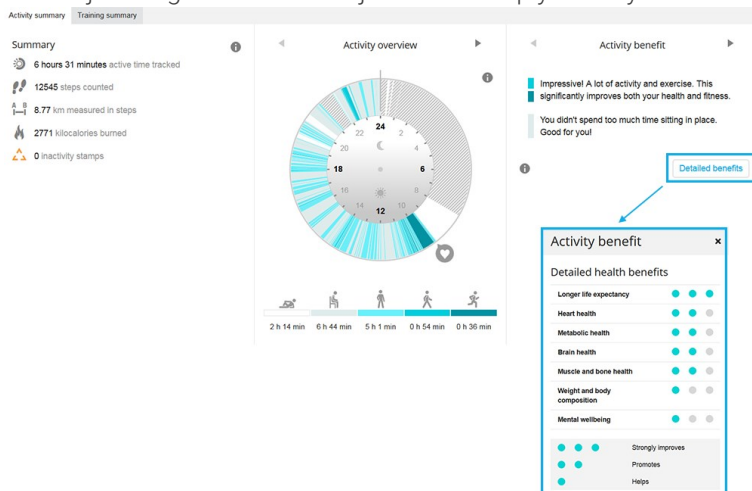 Activity summary
Training summary
Summary
6 hours 31 minutes active time tracked
12545 steps counted
A B
8.77 km measured in steps
2771 kilocalories burned
0 inactivity stamps
Activity overview
24
2
4
6
8
10
12
14
16
18
20
22
2 h 14 min
6 h 44 min
5 h 1 min
0 h 54 min
0 h 36 min
Activity benefit
Impressive! A lot of activity and exercise. This
significantly improves both your health and fitness.
You didn't spend too much time sitting in place.
Good for you!
Detailed benefits
Activity benefit
×
Detailed health benefits
Longer life expectancy
Heart health
Metabolic health
Brain health
Muscle and bone health
Weight and body
composition
Mental wellbeing
Strongly improves
Promotes
Helps